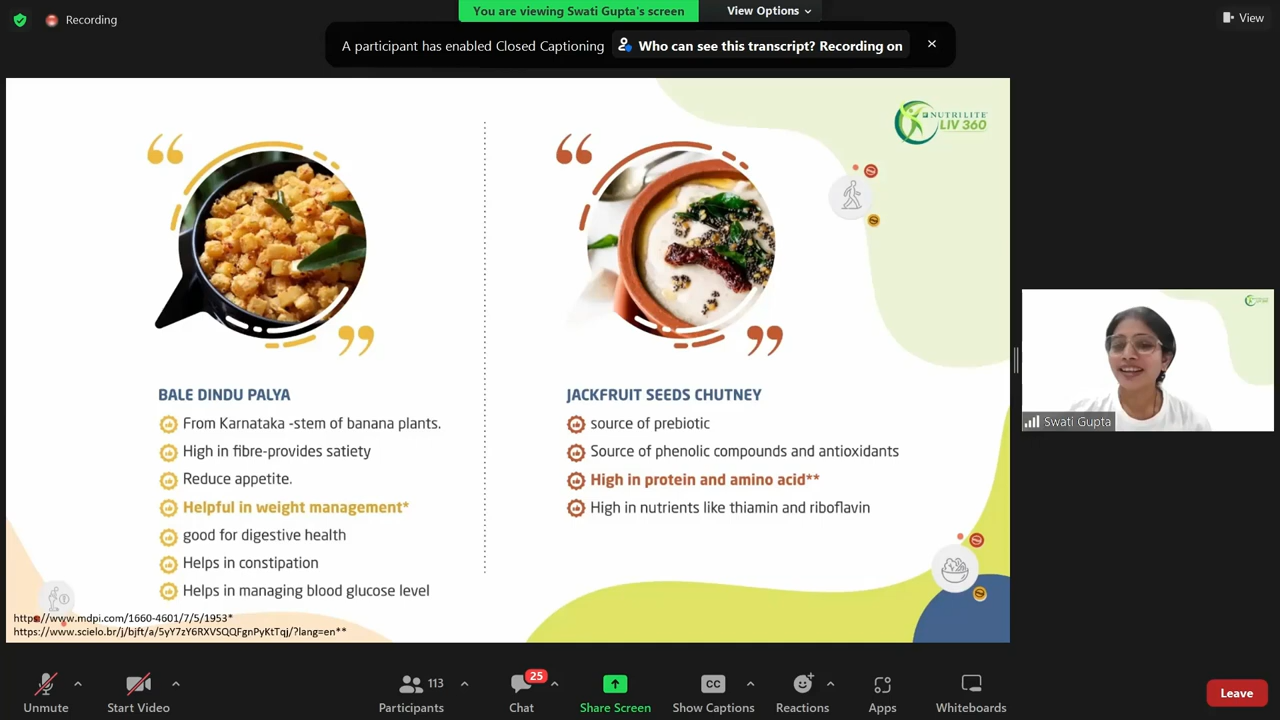 Recording
You are viewing Swati Gupta's screen
View Options
View
A participant has enabled Closed Captioning
Who can see this transcript? Recording on
NUTRILITE
LIV 360
BALE DINDU PALYA
From Karnataka -stem of banana plants.
High in fibre-provides satiety
Reduce appetite.
Helpful in weight management*
good for digestive health
Helps in constipation
Helps in managing blood glucose level
JACKFRUIT SEEDS CHUTNEY
source of prebiotic
Source of phenolic compounds and antioxidants
High in protein and amino acid**
High in nutrients like thiamin and riboflavin
https://www.mdpi.com/1660-4601/7/5/1953*
https://www.scielo.br/j/bjft/a/5yY7zY6RXVSQQFgnPyKtTqj/?lang=en**
Swati Gupta
Unmute
Start Video
Participants
113
Chat
25
Share Screen
CC
Show Captions
Reactions
Apps
Whiteboards
Leave